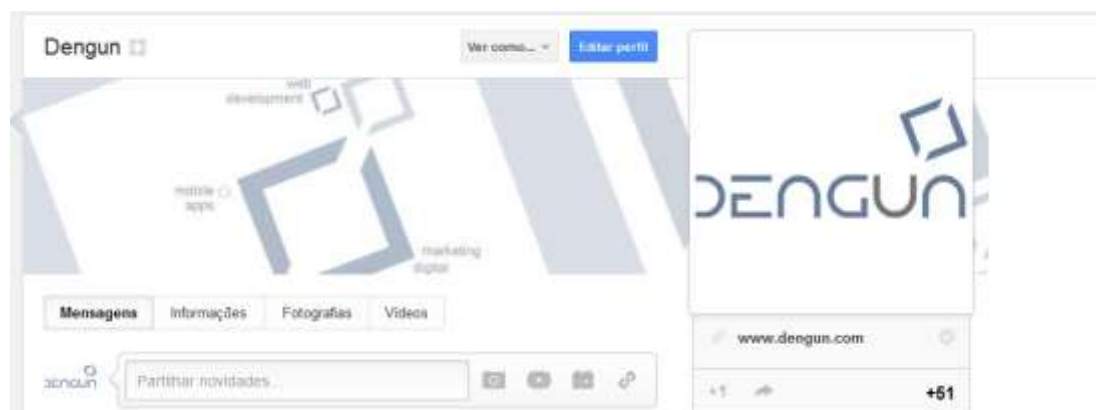 Dengun
Ver como...
Editar perfil
web
development
mobile
apps
marketing
digital
DENGUN
Mensagens
Informações
Fotografias
Vídeos
www.dengun.com
DENGUN
Partilhar novidades...
+1
+51